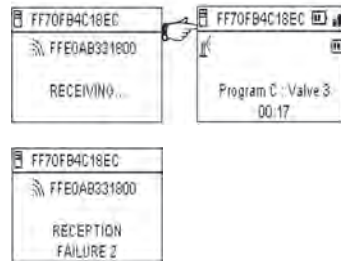 FF70FB4C18EC
FFE0AB331800
RECEIVING...
FF70FB4C18EC
Program C : Valve 3
00:17
FF70FB4C18EC
FFE0AB331800
RECEPTION
FAILURE 2